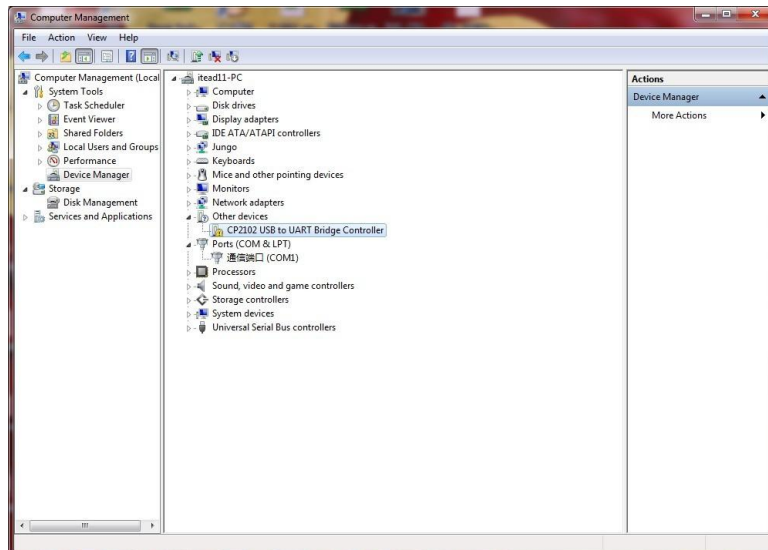 Computer Management
File Action View Help
Computer Management (Local
System Tools
Task Scheduler
Event Viewer
Shared Folders
Local Users and Groups
Performance
Device Manager
Storage
Disk Management
Services and Applications
itead11-PC
Computer
Disk drives
Display adapters
IDE ATA/ATAPI controllers
Jungo
Keyboards
Mice and other pointing devices
Monitors
Network adapters
Other devices
CP2102 USB to UART Bridge Controller
Ports (COM & LPT)
通信端口 (COM1)
Processors
Sound, video and game controllers
Storage controllers
System devices
Universal Serial Bus controllers
Actions
Device Manager
More Actions